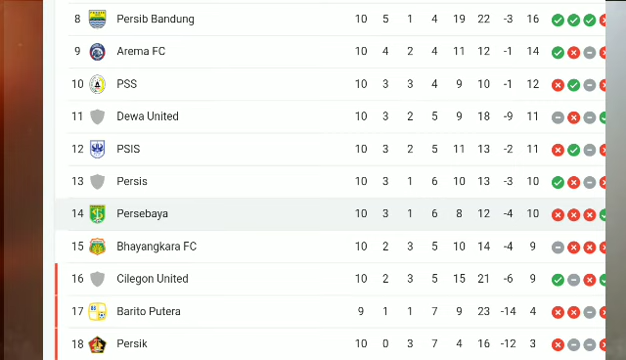 8 Persib Bandung 10 5 1 4 19 22 -3 16
9 Arema FC 10 4 2 4 11 12 -1 14
10 PSS 10 3 3 4 9 10 -1 12
11 Dewa United 10 3 2 5 9 18 -9 11
12 PSIS 10 3 2 5 11 13 -2 11
13 Persis 10 3 1 6 10 13 -3 10
14 Persebaya 10 3 1 6 8 12 -4 10
15 Bhayangkara FC 10 2 3 5 10 14 -4 9
16 Cilegon United 10 2 3 5 15 21 -6 9
17 Barito Putera 9 1 1 7 9 23 -14 4
18 Persik 10 0 3 7 4 16 -12 3